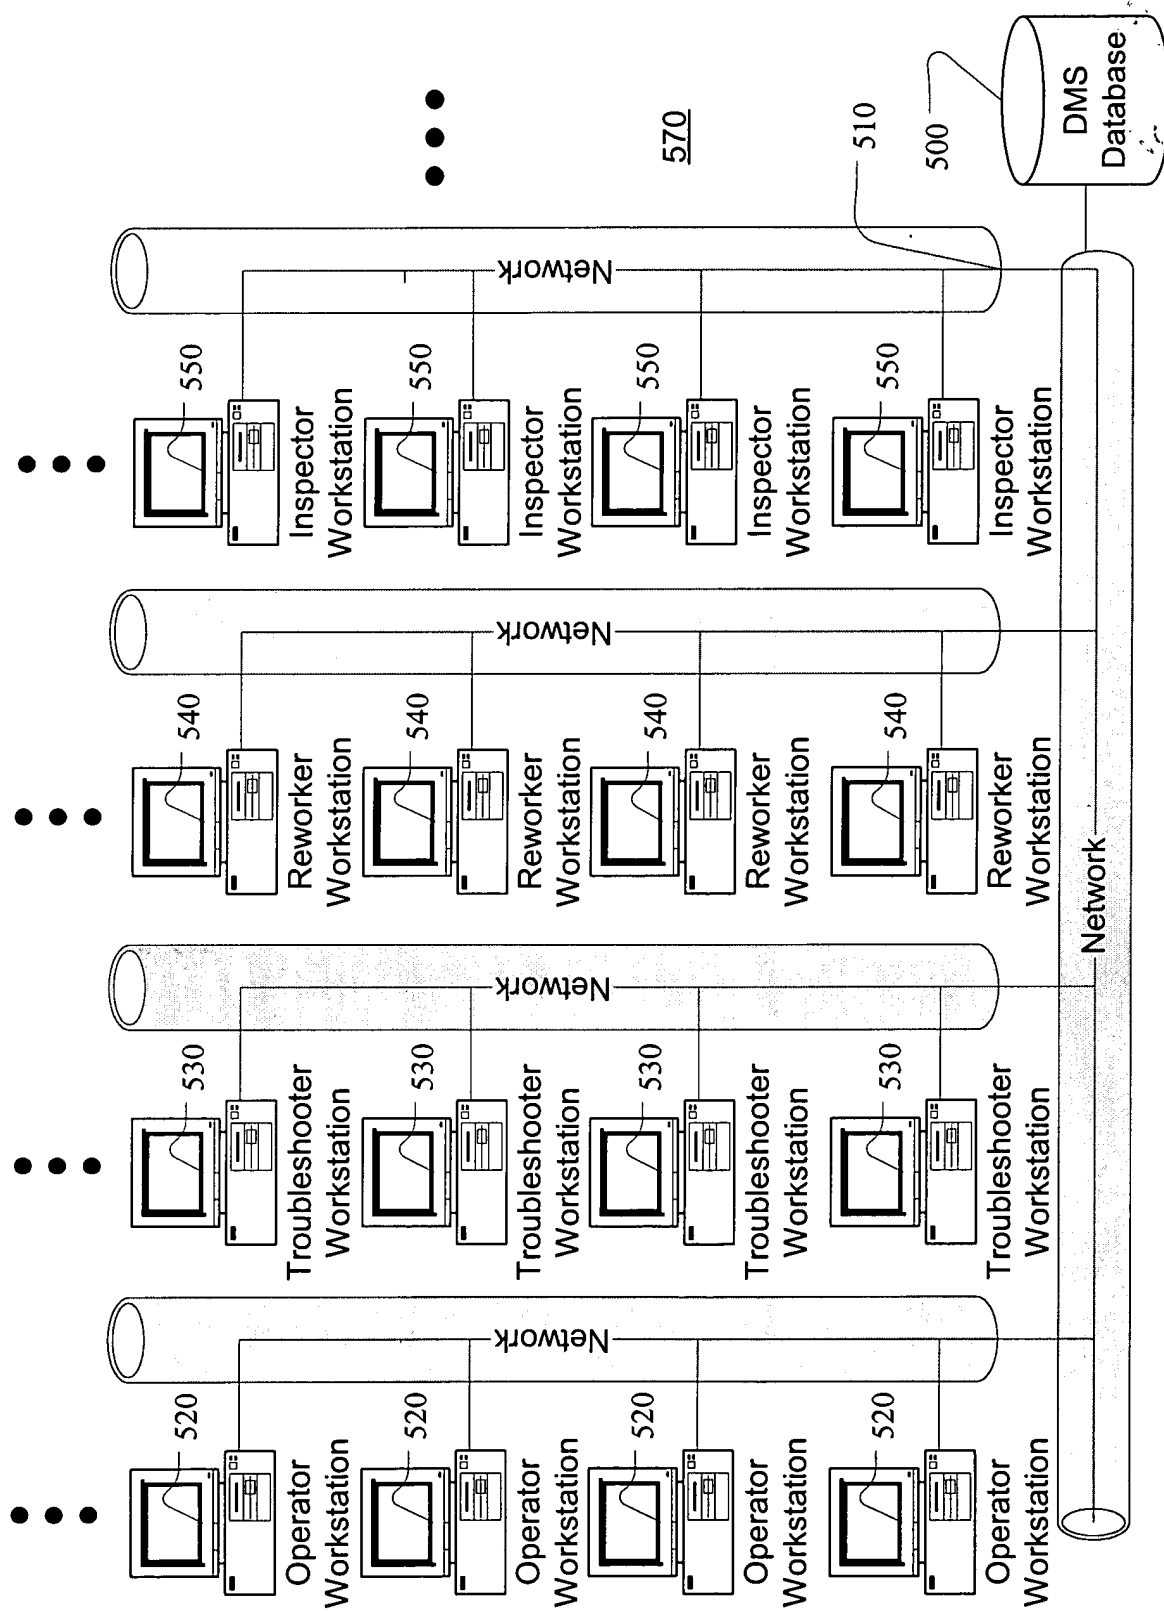 570
510
500
DMS
Database
Network
550
Inspector
Workstation
550
Inspector
Workstation
550
Inspector
Workstation
550
Inspector
Workstation
Network
540
Reworker
Workstation
540
Reworker
Workstation
540
Reworker
Workstation
540
Reworker
Workstation
Network
530
Troubleshooter
Workstation
530
Troubleshooter
Workstation
530
Troubleshooter
Workstation
530
Troubleshooter
Workstation
Network
520
Operator
Workstation
520
Operator
Workstation
520
Operator
Workstation
520
Operator
Workstation
Network